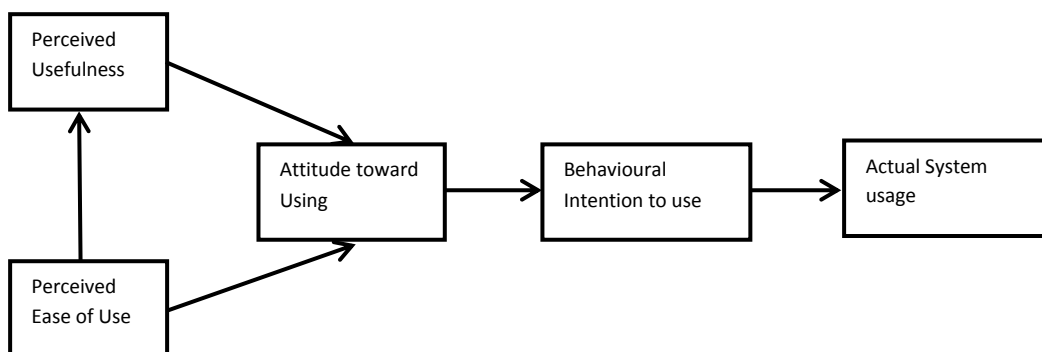 Perceived
Usefulness
Attitude toward
Using
Behavioural
Intention to use
Actual System
usage
Perceived
Ease of Use